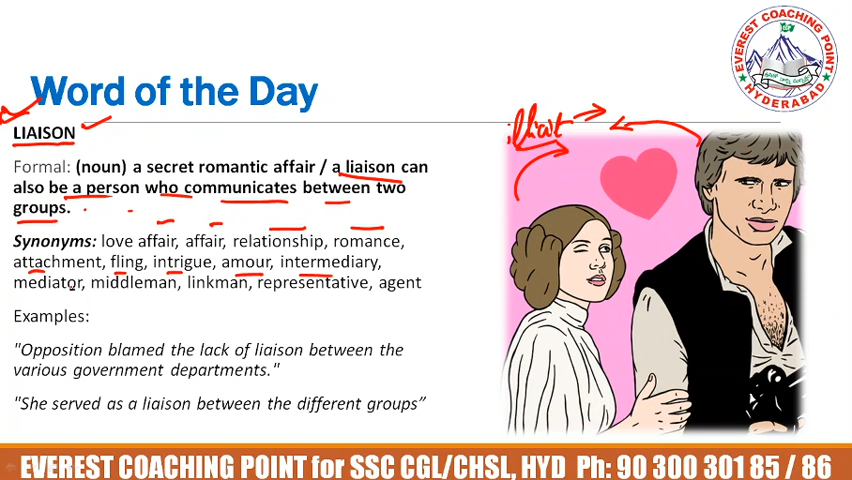 EVEREST COACHING POINT
HYDERABAD
Word of the Day
LIAISON
Formal: (noun) a secret romantic affair / a liaison can
also be a person who communicates between two
groups.
Synonyms: love affair, affair, relationship, romance,
attachment, fling, intrigue, amour, intermediary,
mediator, middleman, linkman, representative, agent
Examples:
"Opposition blamed the lack of liaison between the
various government departments."
"She served as a liaison between the different groups”
EVEREST COACHING POINT for SSC CGL/CHSL, HYD Ph: 90 300 301 85 / 86